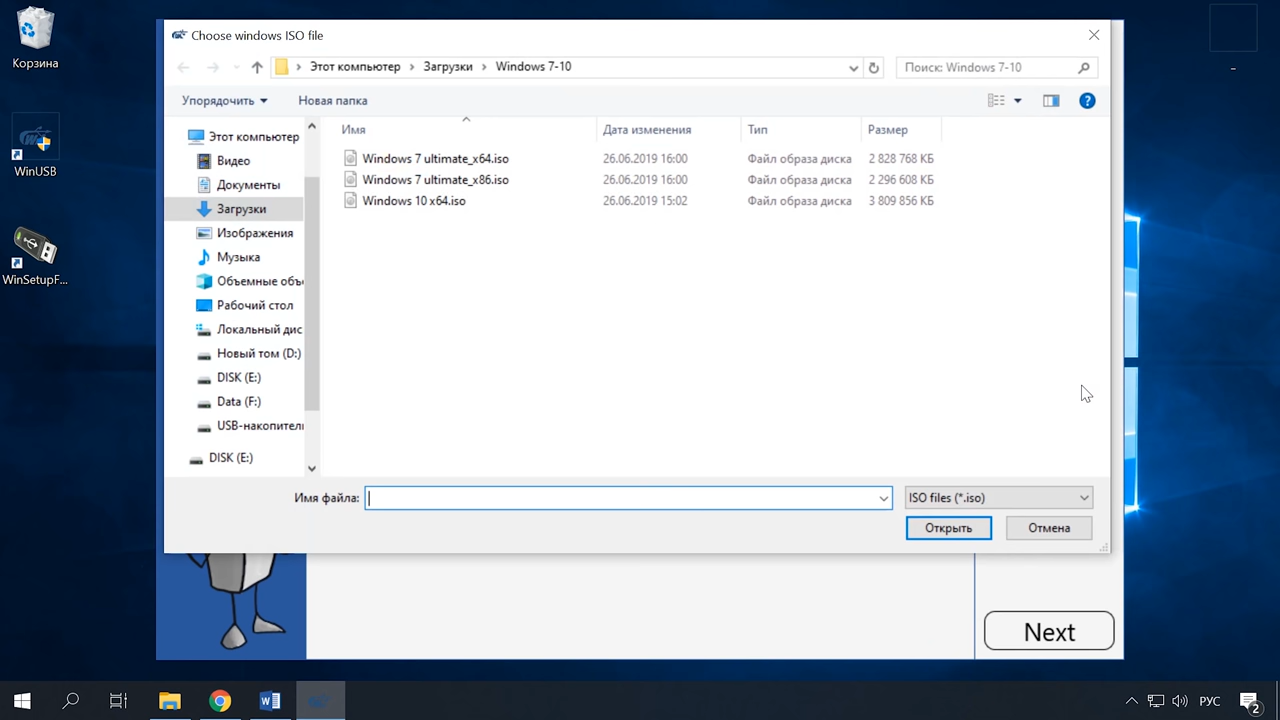 Корзина
WinUSB
WinSetupF...
Choose windows ISO file
Этот компьютер > Загрузки > Windows 7-10
Поиск: Windows 7-10
Упорядочить
Новая папка
Этот компьютер
Видео
Документы
Загрузки
Изображения
Музыка
Объемные объ
Рабочий стол
Локальный дис
Новый том (D:)
DISK (E:)
Data (F:)
USB-накопител
DISK (E:)
Имя Дата изменения Тип Размер
Windows 7 ultimate_x64.iso 26.06.2019 16:00 Файл образа диска 2 828 768 КБ
Windows 7 ultimate_x86.iso 26.06.2019 16:00 Файл образа диска 2 296 608 КБ
Windows 10 x64.iso 26.06.2019 15:02 Файл образа диска 3 809 856 КБ
Имя файла:
ISO files (*.iso)
Открыть
Отмена
Next
РУС
2